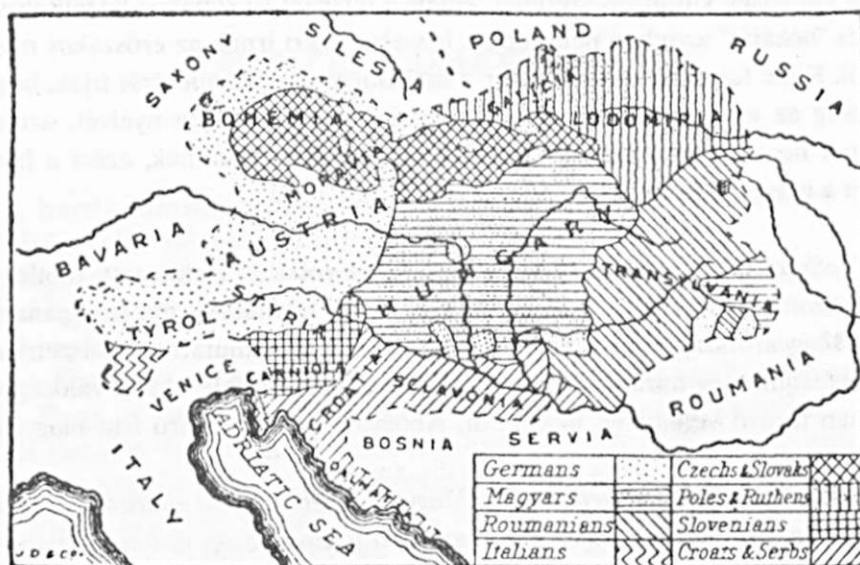 SAXONY
SILESIA
POLAND
RUSSIA
BOHEMIA
GALICIA
LODOMIR
MORAVIA
BAVARIA
AUSTRIA
HUNGARY
TRANSYLVANIA
TYROL
STYRIA
VENICE
CARNIOLA
CROATIA
SCLAVONIA
ROUMANIA
BOSNIA
SERVIA
ITALY
ADRIATIC
SEA
DALMATIA
Germans Czechs & Slovaks
Magyars Poles & Ruthens
Roumanians Slovenians
Italians Croats & Serbs